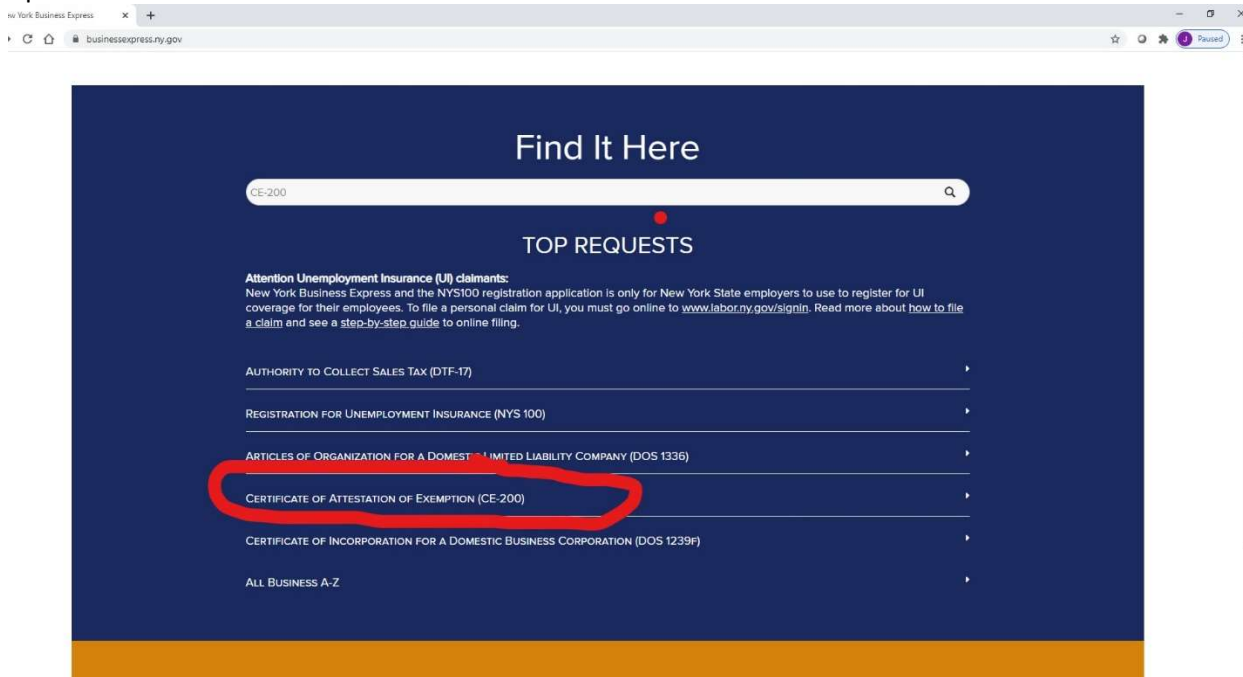 New York Business Express
businessexpress.ny.gov
Paused
Find It Here
CE-200
TOP REQUESTS
Attention Unemployment Insurance (UI) claimants:
New York Business Express and the NYS100 registration application is only for New York State employers to use to register for UI
coverage for their employees. To file a personal claim for UI, you must go online to www.labor.ny.gov/signin. Read more about how to file
a claim and see a step-by-step guide to online filing.
AUTHORITY TO COLLECT SALES TAX (DTF-17)
REGISTRATION FOR UNEMPLOYMENT INSURANCE (NYS 100)
ARTICLES OF ORGANIZATION FOR A DOMESTIC LIMITED LIABILITY COMPANY (DOS 1336)
CERTIFICATE OF ATTESTATION OF EXEMPTION (CE-200)
CERTIFICATE OF INCORPORATION FOR A DOMESTIC BUSINESS CORPORATION (DOS 1239F)
ALL BUSINESS A-Z